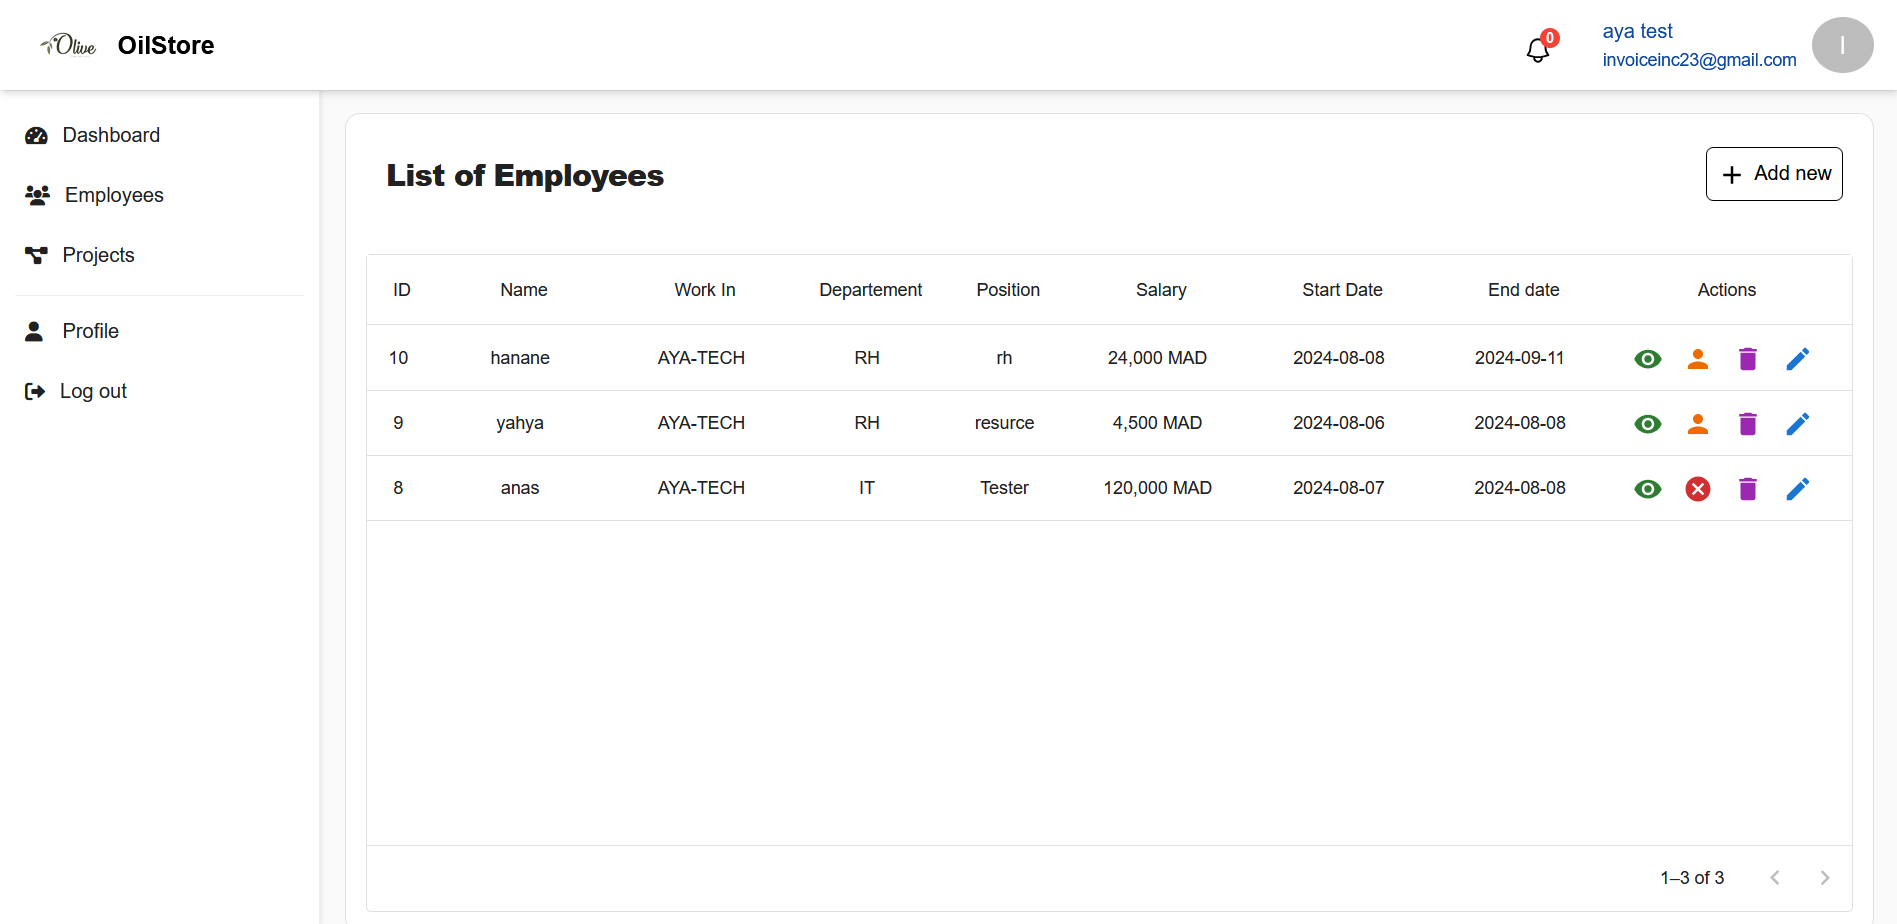 Olive OilStore
0
aya test
invoiceinc23@gmail.com
I
Dashboard
Employees
Projects
Profile
Log out
List of Employees
Add new
ID Name Work In Departement Position Salary Start Date End date Actions
10 hanane AYA-TECH RH rh 24,000 MAD 2024-08-08 2024-09-11
9 yahya AYA-TECH RH resurce 4,500 MAD 2024-08-06 2024-08-08
8 anas AYA-TECH IT Tester 120,000 MAD 2024-08-07 2024-08-08
1–3 of 3